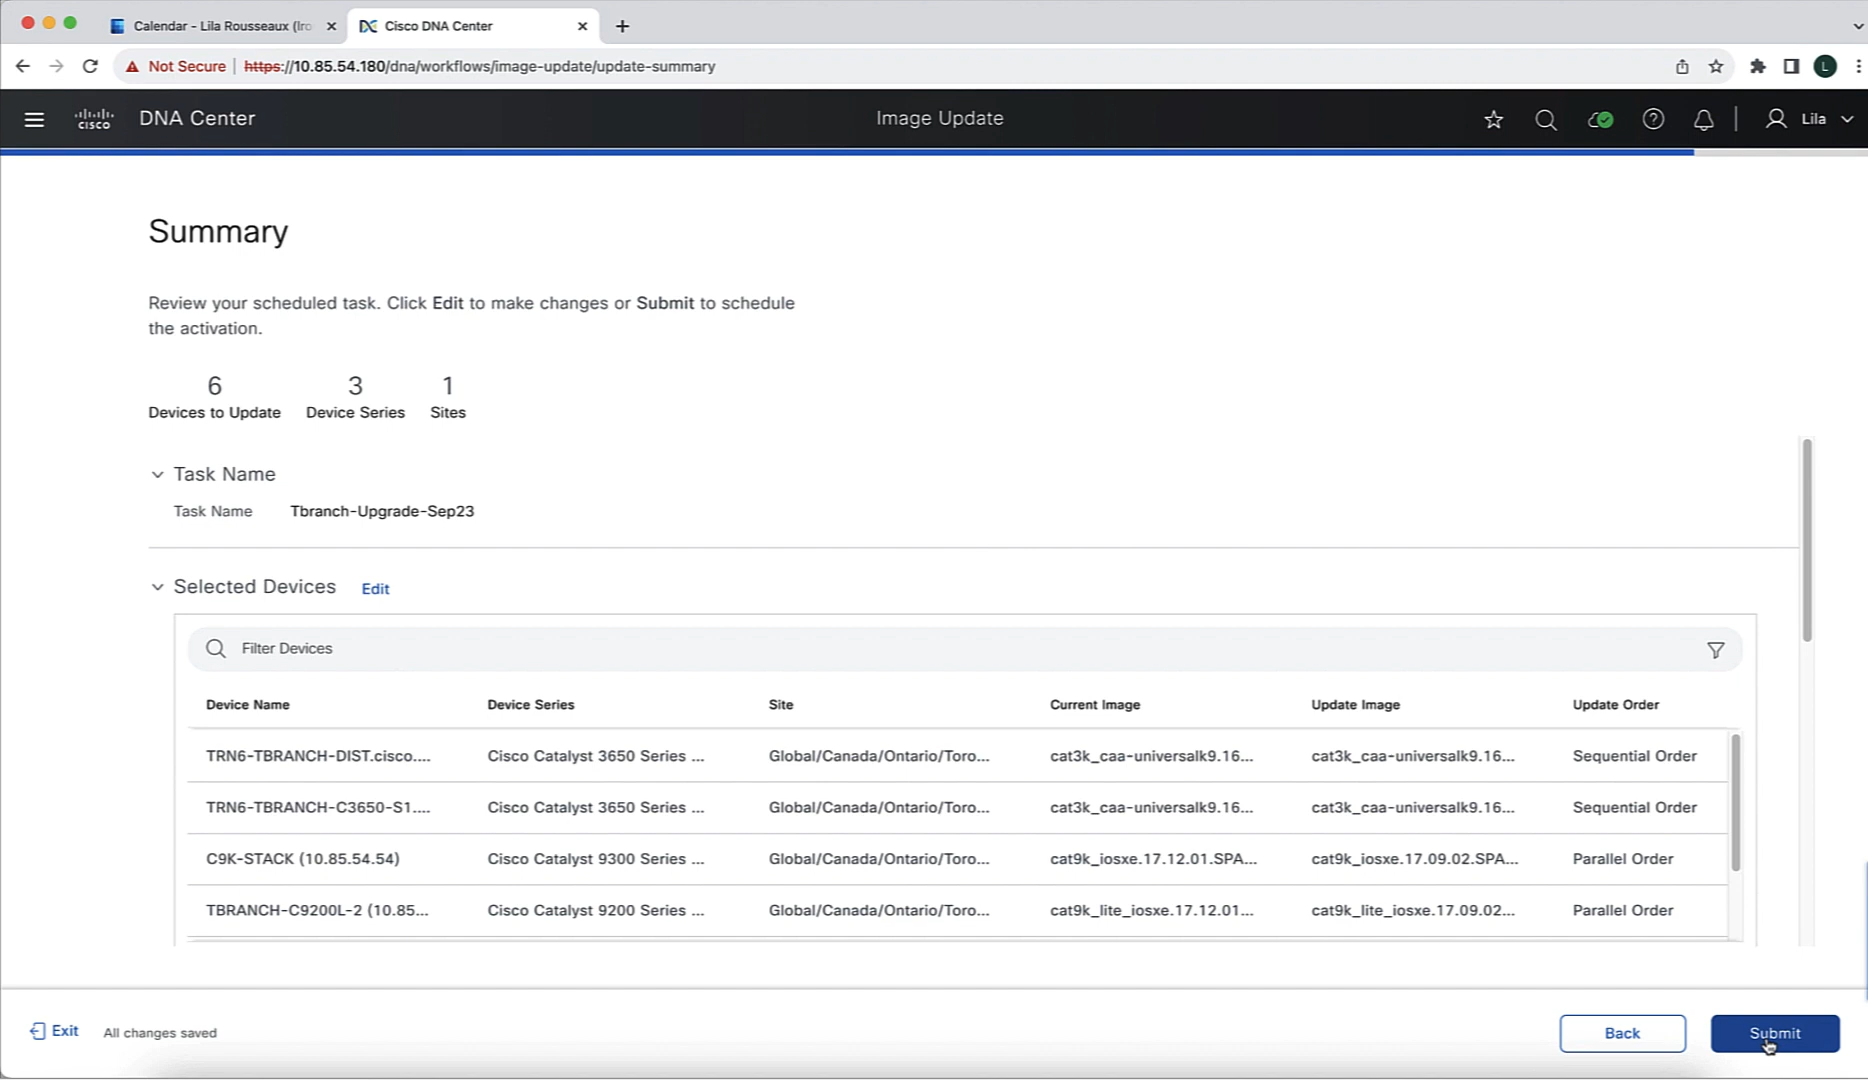 Calendar - Lila Rousseaux (Iro
Cisco DNA Center
Not Secure | https://10.85.54.180/dna/workflows/image-update/update-summary
L
cisco DNA Center
Image Update
Lila
Summary
Review your scheduled task. Click Edit to make changes or Submit to schedule
the activation.
6 3 1
Devices to Update Device Series Sites
Task Name
Task Name Tbranch-Upgrade-Sep23
Selected Devices Edit
Filter Devices
Device Name Device Series Site Current Image Update Image Update Order
TRN6-TBRANCH-DIST.cisco.... Cisco Catalyst 3650 Series ... Global/Canada/Ontario/Toro... cat3k_caa-universalk9.16... cat3k_caa-universalk9.16... Sequential Order
TRN6-TBRANCH-C3650-S1.... Cisco Catalyst 3650 Series ... Global/Canada/Ontario/Toro... cat3k_caa-universalk9.16... cat3k_caa-universalk9.16... Sequential Order
C9K-STACK (10.85.54.54) Cisco Catalyst 9300 Series ... Global/Canada/Ontario/Toro... cat9k_iosxe.17.12.01.SPA... cat9k_iosxe.17.09.02.SPA... Parallel Order
TBRANCH-C9200L-2 (10.85... Cisco Catalyst 9200 Series ... Global/Canada/Ontario/Toro... cat9k_lite_iosxe.17.12.01... cat9k_lite_iosxe.17.09.02... Parallel Order
Exit All changes saved
Back
Submit